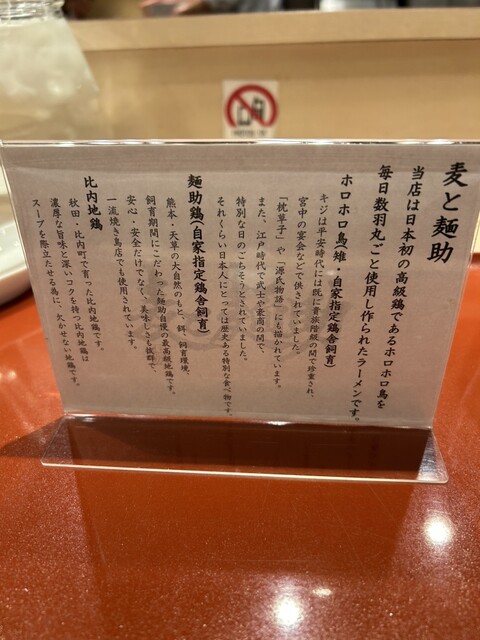 麦と麺助
当店は日本初の高級鶏であるホロホロ鳥を
毎日数羽丸ごと使用し作られたラーメンです。
ホロホロ鳥(雉・自家指定鶏舎飼育)
キジは平安時代には既に貴族階級の間で珍重され、
宮中の宴会などで供されていました。
「枕草子」や「源氏物語」にも描かれています。
また、江戸時代で武士や豪商の間で、
特別な日のごちそうとされていました。
それくらい日本人にとっては歴史ある特別な食べ物です。
麺助鶏(自家指定鶏舎飼育)
熊本・天草の大自然のもと、餌、飼育環境、
飼育期間にこだわった麺助自慢の最高級地鶏です。
安心・安全だけでなく、美味しさも抜群で、
一流焼き鳥店でも使用されています。
比内地鶏
秋田・比内町で育った比内地鶏です。
濃厚な旨味と深いコクを持つ比内地鶏は
スープを際立たせる為に、欠かせない地鶏です。